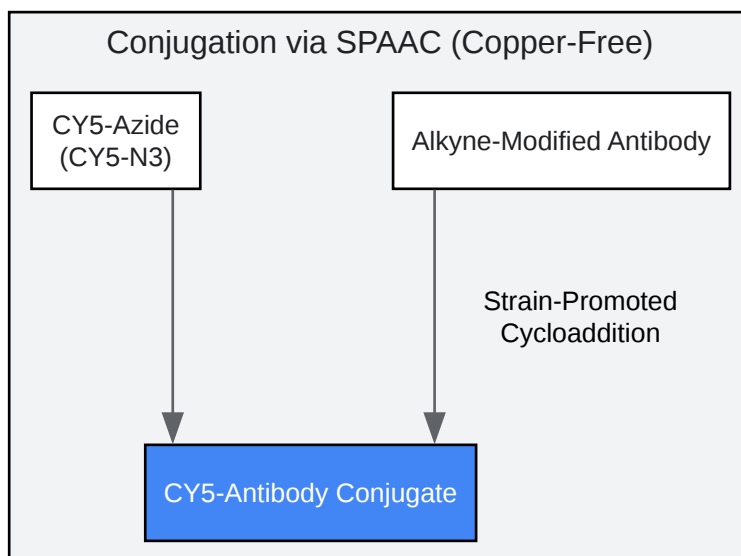 Conjugation via SPAAC (Copper-Free)
CY5-Azide
(CY5-N3)
Alkyne-Modified Antibody
Strain-Promoted
Cycloaddition
CY5-Antibody Conjugate